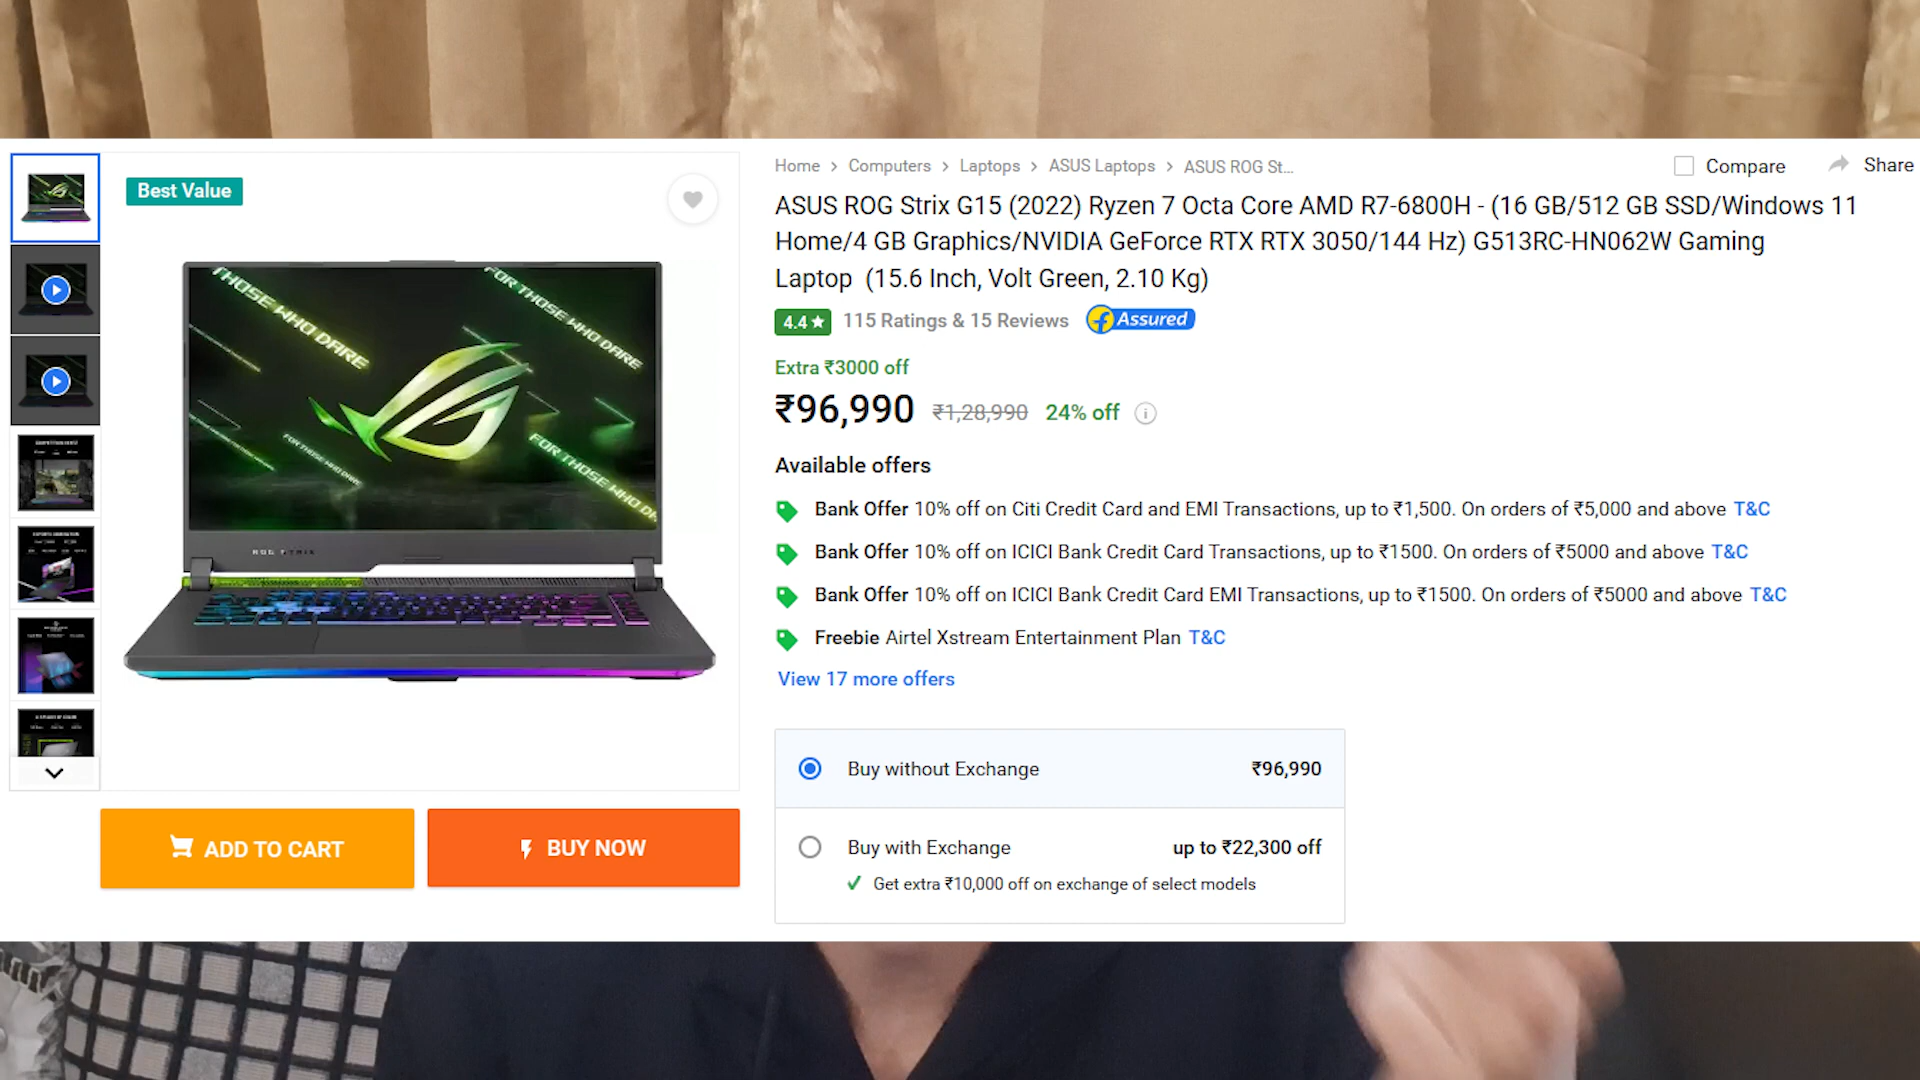 Home > Computers > Laptops > ASUS Laptops > ASUS ROG St...
Compare
Share
Best Value
ASUS ROG Strix G15 (2022) Ryzen 7 Octa Core AMD R7-6800H - (16 GB/512 GB SSD/Windows 11
Home/4 GB Graphics/NVIDIA GeForce RTX RTX 3050/144 Hz) G513RC-HN062W Gaming
Laptop (15.6 Inch, Volt Green, 2.10 Kg)
4.4★ 115 Ratings & 15 Reviews Assured
Extra ₹3000 off
₹96,990 ₹1,28,990 24% off
Available offers
Bank Offer 10% off on Citi Credit Card and EMI Transactions, up to ₹1,500. On orders of ₹5,000 and above T&C
Bank Offer 10% off on ICICI Bank Credit Card Transactions, up to ₹1500. On orders of ₹5000 and above T&C
Bank Offer 10% off on ICICI Bank Credit Card EMI Transactions, up to ₹1500. On orders of ₹5000 and above T&C
Freebie Airtel Xstream Entertainment Plan T&C
View 17 more offers
Buy without Exchange ₹96,990
Buy with Exchange up to ₹22,300 off
✓ Get extra ₹10,000 off on exchange of select models
THOSE WHO DARE
FOR THOSE WHO DARE
FOR THOSE WHO DARE
FOR THOSE WHO DA
ROG STRIX
ADD TO CART
BUY NOW